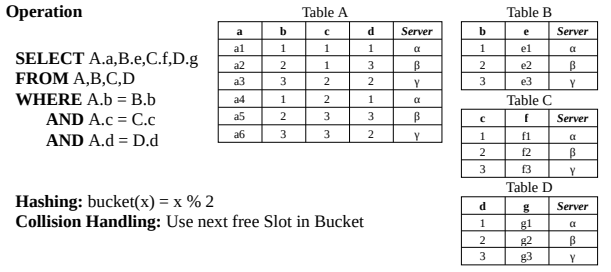 Operation
SELECT A.a,B.e,C.f,D.g
FROM A,B,C,D
WHERE A.b = B.b
AND A.c = C.c
AND A.d = D.d
Hashing: bucket(x) = x % 2
Collision Handling: Use next free Slot in Bucket
Table A
a b c d Server
a1 1 1 1 α
a2 2 1 3 β
a3 3 2 2 γ
a4 1 2 1 α
a5 2 3 3 β
a6 3 3 2 γ
Table B
b e Server
1 e1 α
2 e2 β
3 e3 γ
Table C
c f Server
1 f1 α
2 f2 β
3 f3 γ
Table D
d g Server
1 g1 α
2 g2 β
3 g3 γ